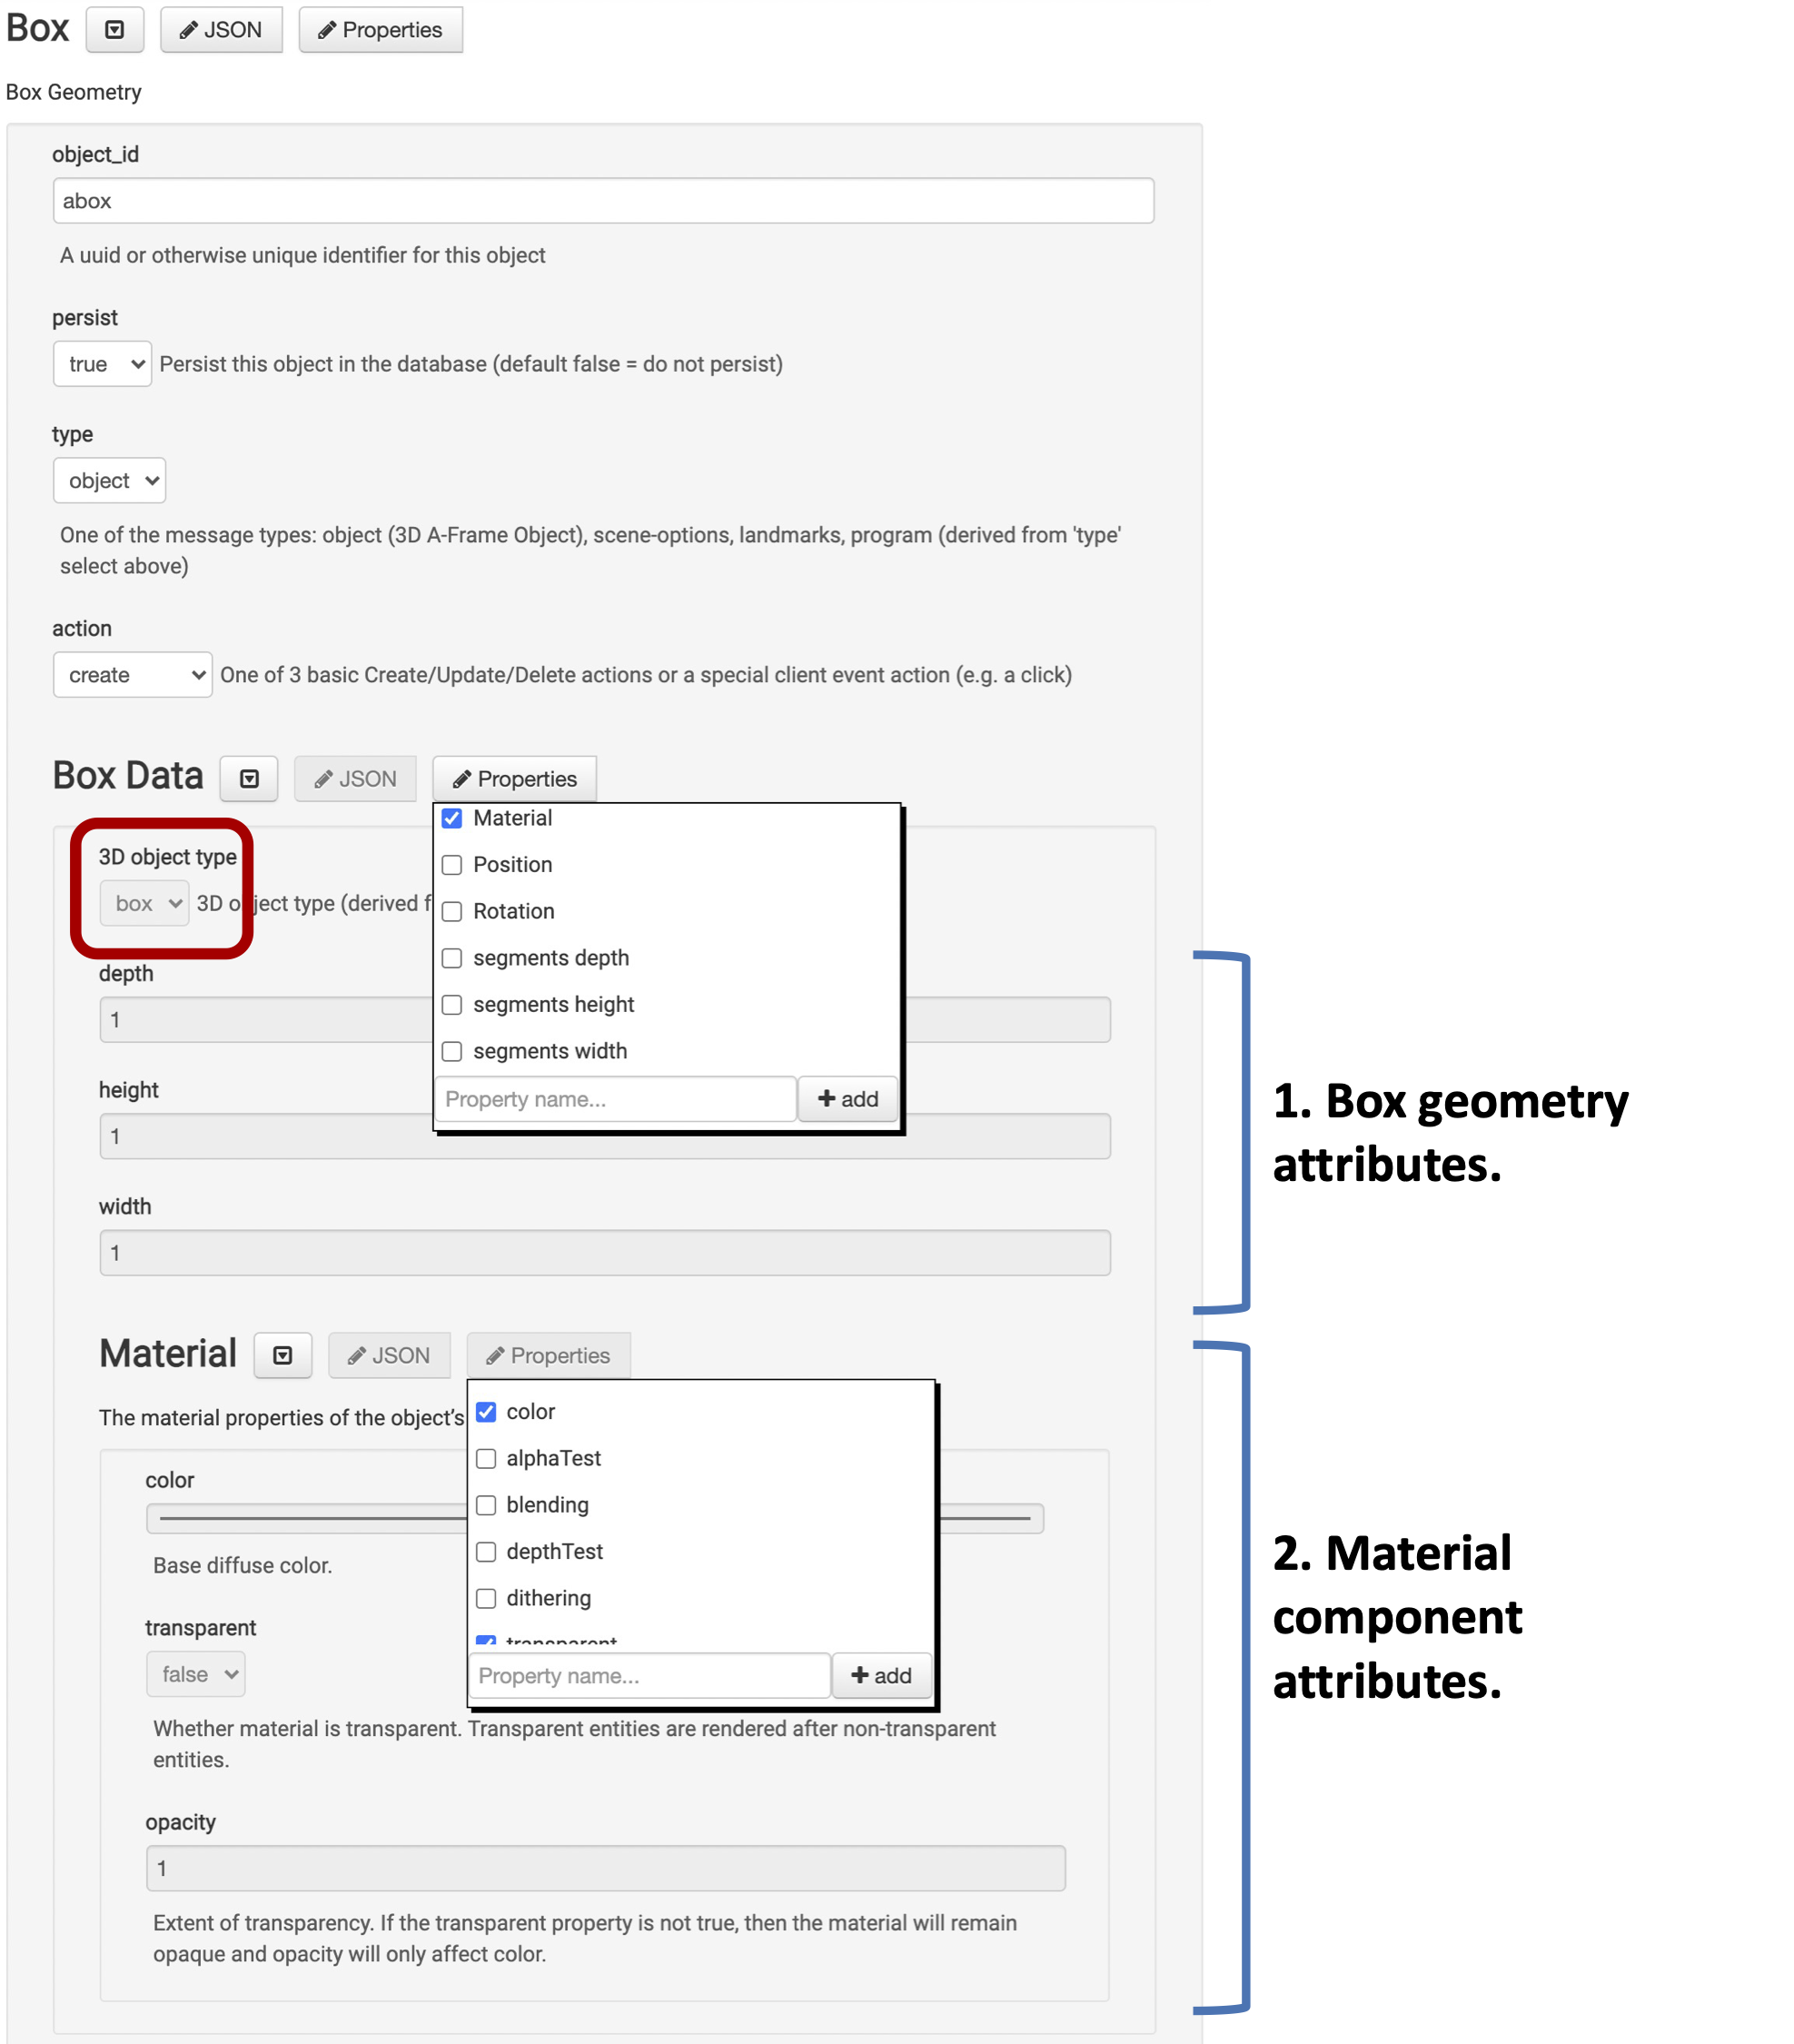 Box JSON Properties
Box Geometry
object_id
abox
A uuid or otherwise unique identifier for this object
persist
true Persist this object in the database (default false = do not persist)
type
object
One of the message types: object (3D A-Frame Object), scene-options, landmarks, program (derived from 'type'
select above)
action
create One of 3 basic Create/Update/Delete actions or a special client event action (e.g. a click)
Box Data JSON Properties
Material
Position
Rotation
segments depth
segments height
segments width
Property name... add
3D object type
box 3D object type (derived f
depth
1
height
1
width
1
1. Box geometry
attributes.
Material JSON Properties
The material properties of the object's
color
alphaTest
blending
depthTest
dithering
transparent
Property name... add
color
Base diffuse color.
transparent
false
Whether material is transparent. Transparent entities are rendered after non-transparent
entities.
opacity
1
Extent of transparency. If the transparent property is not true, then the material will remain
opaque and opacity will only affect color.
2. Material
component
attributes.